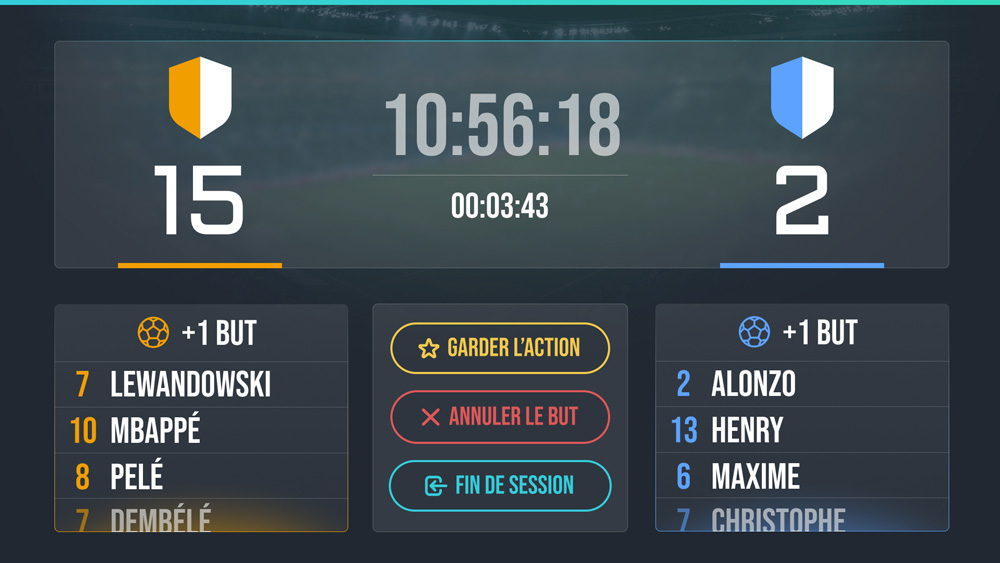 10:56:18
15
00:03:43
2
+1 BUT
7 LEWANDOWSKI
10 MBAPPÉ
8 PELÉ
7 DEMBÉLÉ
GARDER L’ACTION
ANNULER LE BUT
FIN DE SESSION
+1 BUT
2 ALONZO
13 HENRY
6 MAXIME
7 CHRISTOPHE